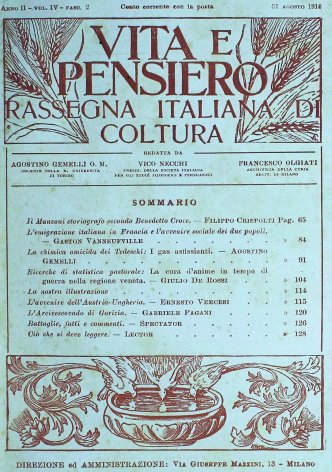 Anno II – Vol. IV – Fasc. 2 Conto corrente con la posta 31 Agosto 1916
VITA E
PENSIERO
RASSEGNA ITALIANA DI
COLTURA
REDATTA DA
AGOSTINO GEMELLI O. M. VICO NECCHI FRANCESCO OLGIATI
DOCENTE NELLA R. UNIVERSITÀ PRESID. DELLA SOCIETÀ ITALIANA
DI TORINO PER GLI STUDI FILOSOFICI E PSICOLOGICI ARCIV. DI MILANO
SOMMARIO
Il Manzoni storiografo secondo Benedetto Croce. — Filippo Crispolti Pag. 65
L'emigrazione italiana in Francia e l'avvenire sociale dei due popoli.
— Gaston Vanneufville » 84
La chimica omicida dei Tedeschi: I gas asfissianti. — Agostino
Gemelli » 91
Ricerche di statistica pastorale: La cura d'anime in tempo di
guerra nella regione veneta. — Giulio De Rossi » 104
La nostra illustrazione » 114
L'avvenire dell'Austria-Ungheria. — Ernesto Vercesi » 115
L'Arcivescovado di Gorizia. — Gabriele Pagani » 120
Battaglie, fatti e commenti. — Spectator » 126
Ciò che si deve leggere. — Lector » 128
DIREZIONE ed AMMINISTRAZIONE: Via Giuseppe Mazzini, 15 – MILANO